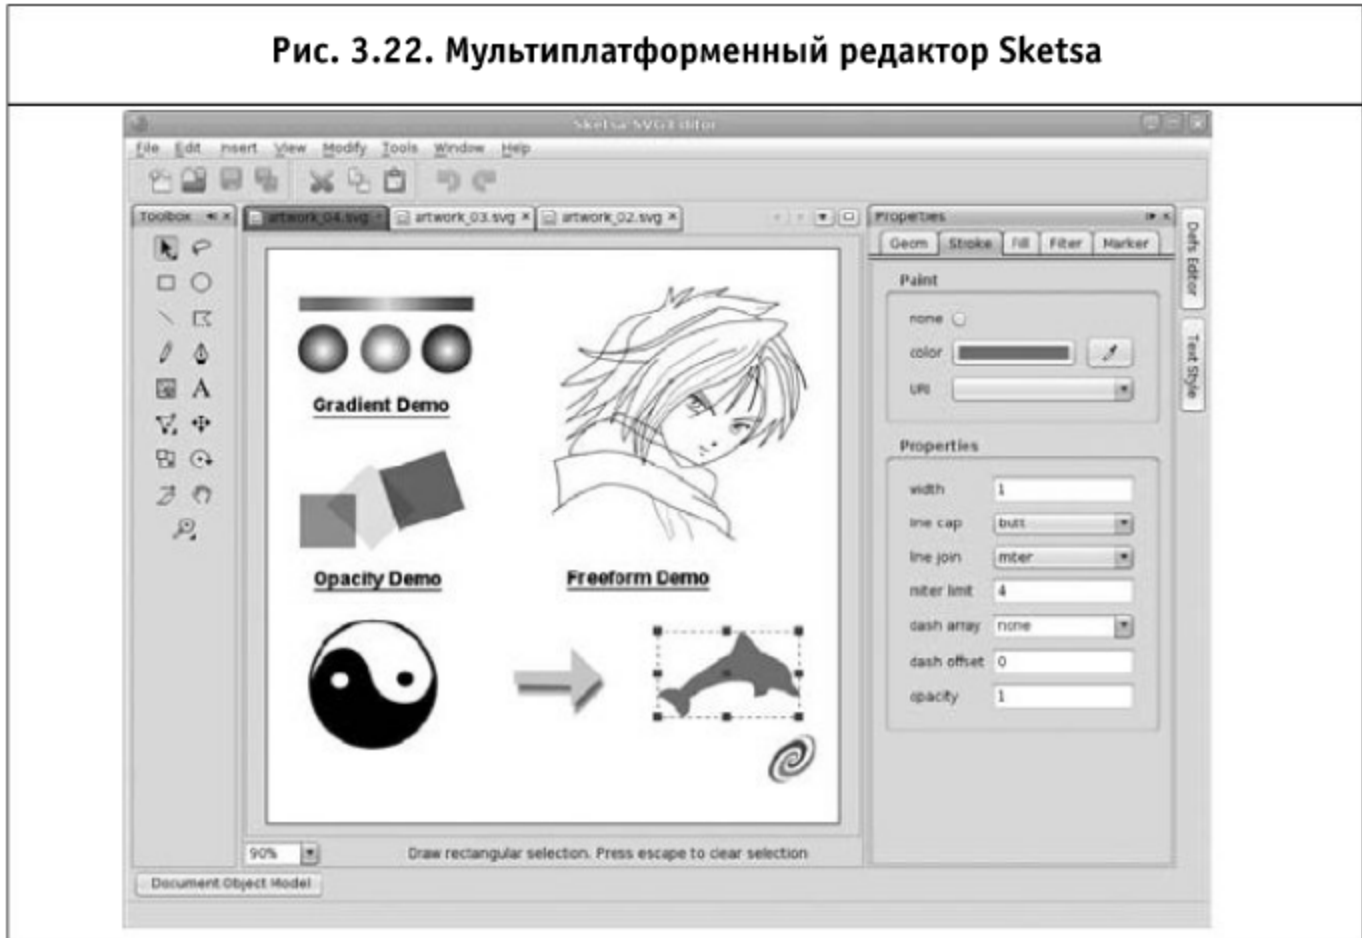 Рис. 3.22. Мультиплатформенный редактор Sketsa
Sketsa SVG Editor
File Edit Insert View Modify Tools Window Help
Toolbox
artwork_04.svg artwork_03.svg × artwork_02.svg ×
Properties ×
Geom Stroke Fill Filter Marker
Defs Editor
Text Style
Paint
none
color
URI
Properties
width 1
line cap butt
line join miter
miter limit 4
dash array none
dash offset 0
opacity 1
Gradient Demo
Opacity Demo
Freeform Demo
A
90%
Draw rectangular selection. Press escape to clear selection
Document Object Model